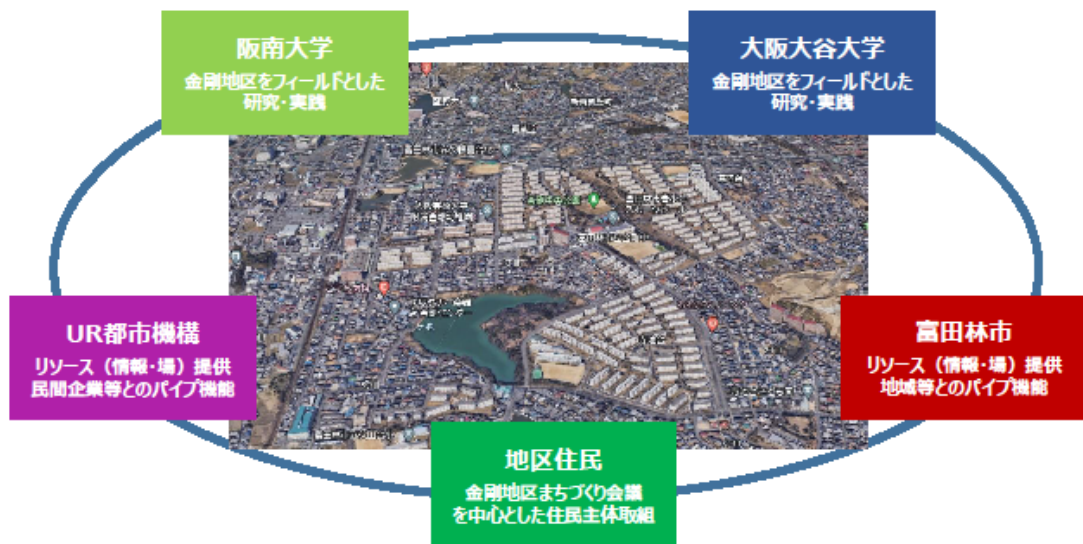 阪南大学
金剛地区をフィールドとした
研究・実践
大阪大谷大学
金剛地区をフィールドとした
研究・実践
UR都市機構
リソース（情報・場）提供
民間企業等とのパイプ機能
富田林市
リソース（情報・場）提供
地域等とのパイプ機能
地区住民
金剛地区まちづくり会議
を中心とした住民主体取組